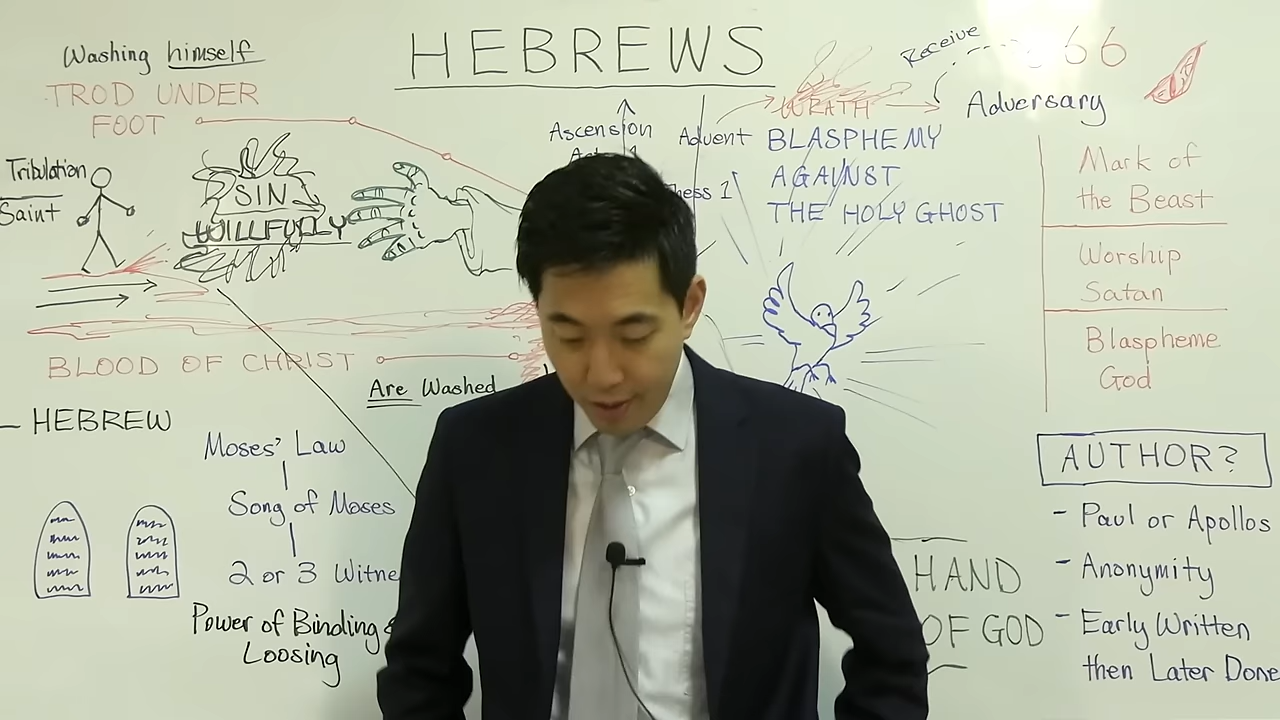 HEBREWS
Washing himself
TROD UNDER
FOOT
Tribulation
Saint
SIN
WILLFULLY
BLOOD OF CHRIST
Are Washed
HEBREW
Moses' Law
Song of Moses
2 or 3
Power of Binding &
Loosing
Ascension
Advent
WRATH
Receive
66
Adversary
BLASPHEMY
AGAINST
THE HOLY GHOST
Mark of
the Beast
Worship
Satan
Blaspheme
God
HAND
OF GOD
AUTHOR?
- Paul or Apollos
- Anonymity
- Early Written
then Later Done